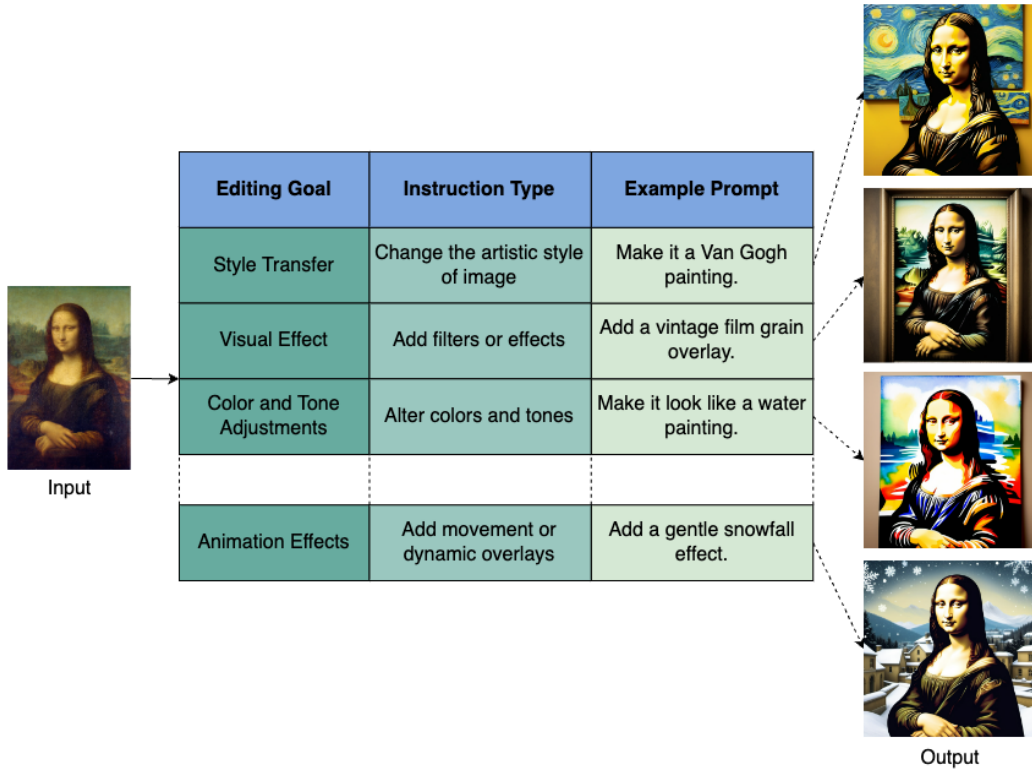 Editing Goal
Instruction Type
Example Prompt
Style Transfer
Change the artistic style
of image
Make it a Van Gogh
painting.
Visual Effect
Add filters or effects
Add a vintage film grain
overlay.
Color and Tone
Adjustments
Alter colors and tones
Make it look like a water
painting.
Animation Effects
Add movement or
dynamic overlays
Add a gentle snowfall
effect.
Input
Output